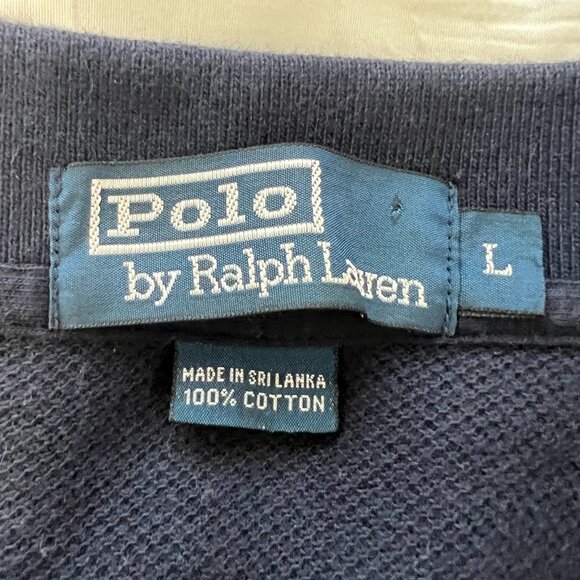 Polo
by Ralph Lauren
L
MADE IN SRI LANKA
100% COTTON